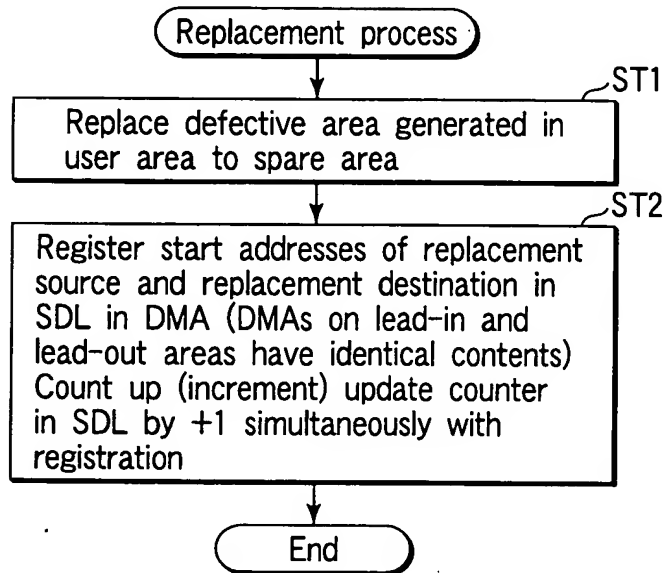 Replacement process
ST1
Replace defective area generated in
user area to spare area
ST2
Register start addresses of replacement
source and replacement destination in
SDL in DMA (DMAs on lead-in and
lead-out areas have identical contents)
Count up (increment) update counter
in SDL by +1 simultaneously with
registration
End